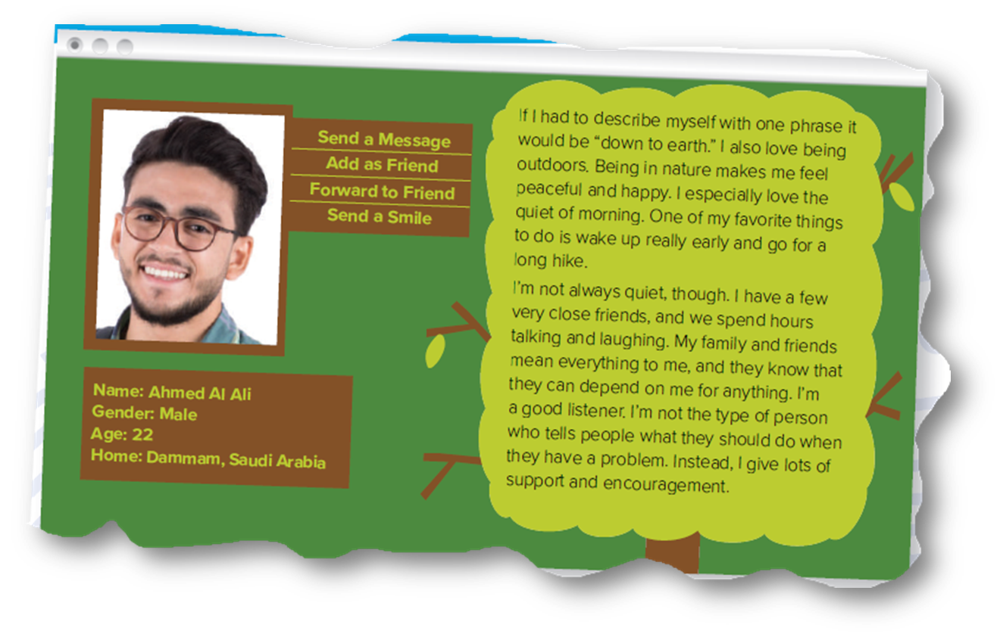 Send a Message
Add as Friend
Forward to Friend
Send a Smile
Name: Ahmed Al Ali
Gender: Male
Age: 22
Home: Dammam, Saudi Arabia
If I had to describe myself with one phrase it
would be “down to earth.” I also love being
outdoors. Being in nature makes me feel
peaceful and happy. I especially love the
quiet of morning. One of my favorite things
to do is wake up really early and go for a
long hike.
I’m not always quiet, though. I have a few
very close friends, and we spend hours
talking and laughing. My family and friends
mean everything to me, and they know that
they can depend on me for anything. I’m
a good listener. I’m not the type of person
who tells people what they should do when
they have a problem. Instead, I give lots of
support and encouragement.